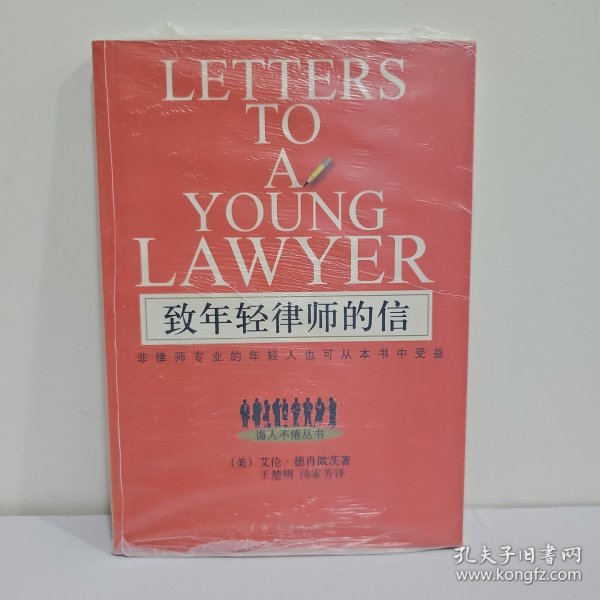 LETTERS
TO
A
YOUNG
LAWYER
致年轻律师的信
非律师专业的年轻人也可从本书中受益
诲人不倦丛书
（美）艾伦·德肖微茨著
王楚明 汤家芳译
孔夫子旧书网
www.kongfz.com